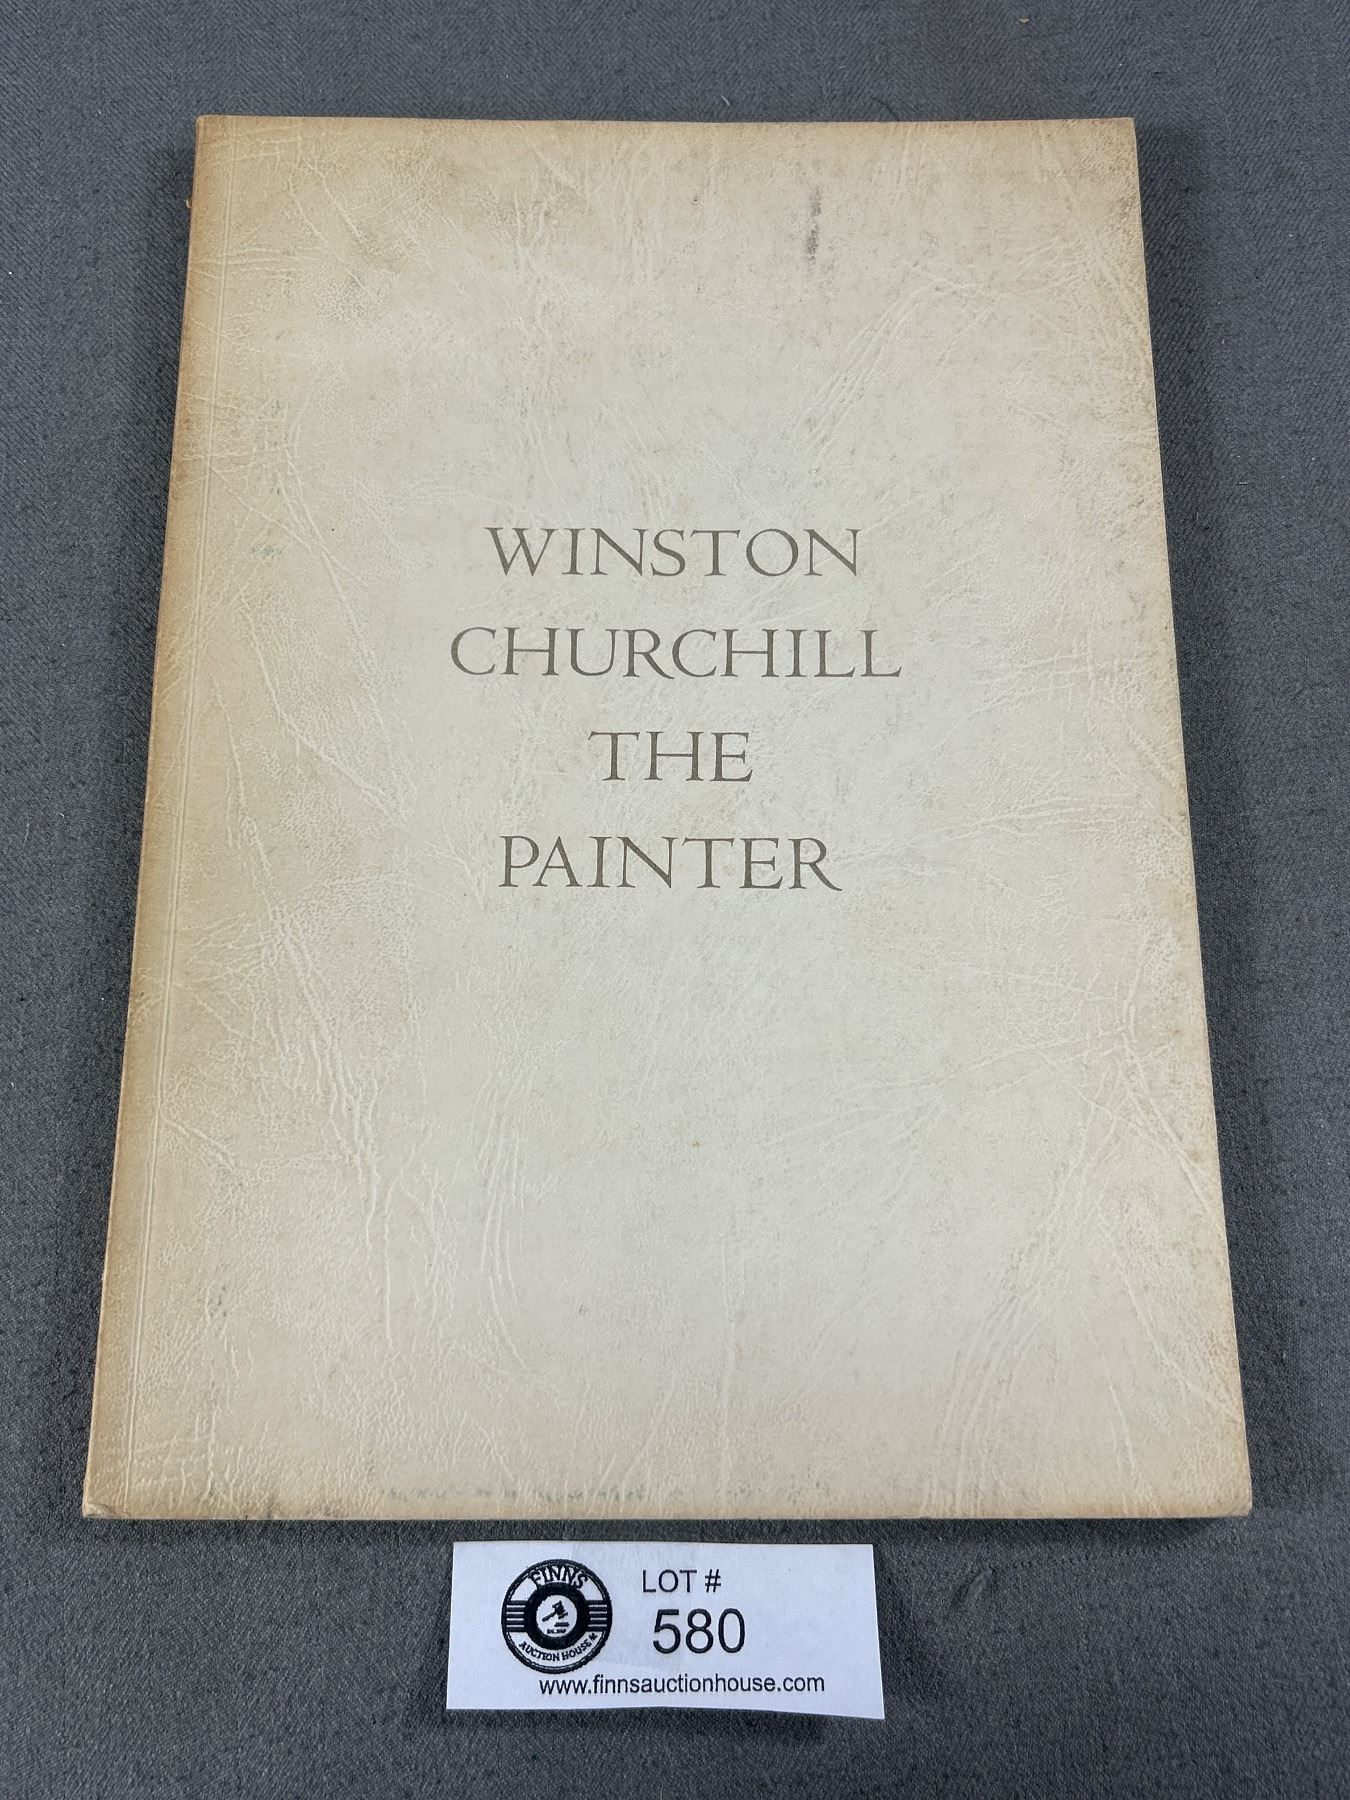 WINSTON
CHURCHILL
THE
PAINTER
FINNS
AUCTION HOUSE
LOT #
580
www.finnsauctionhouse.com